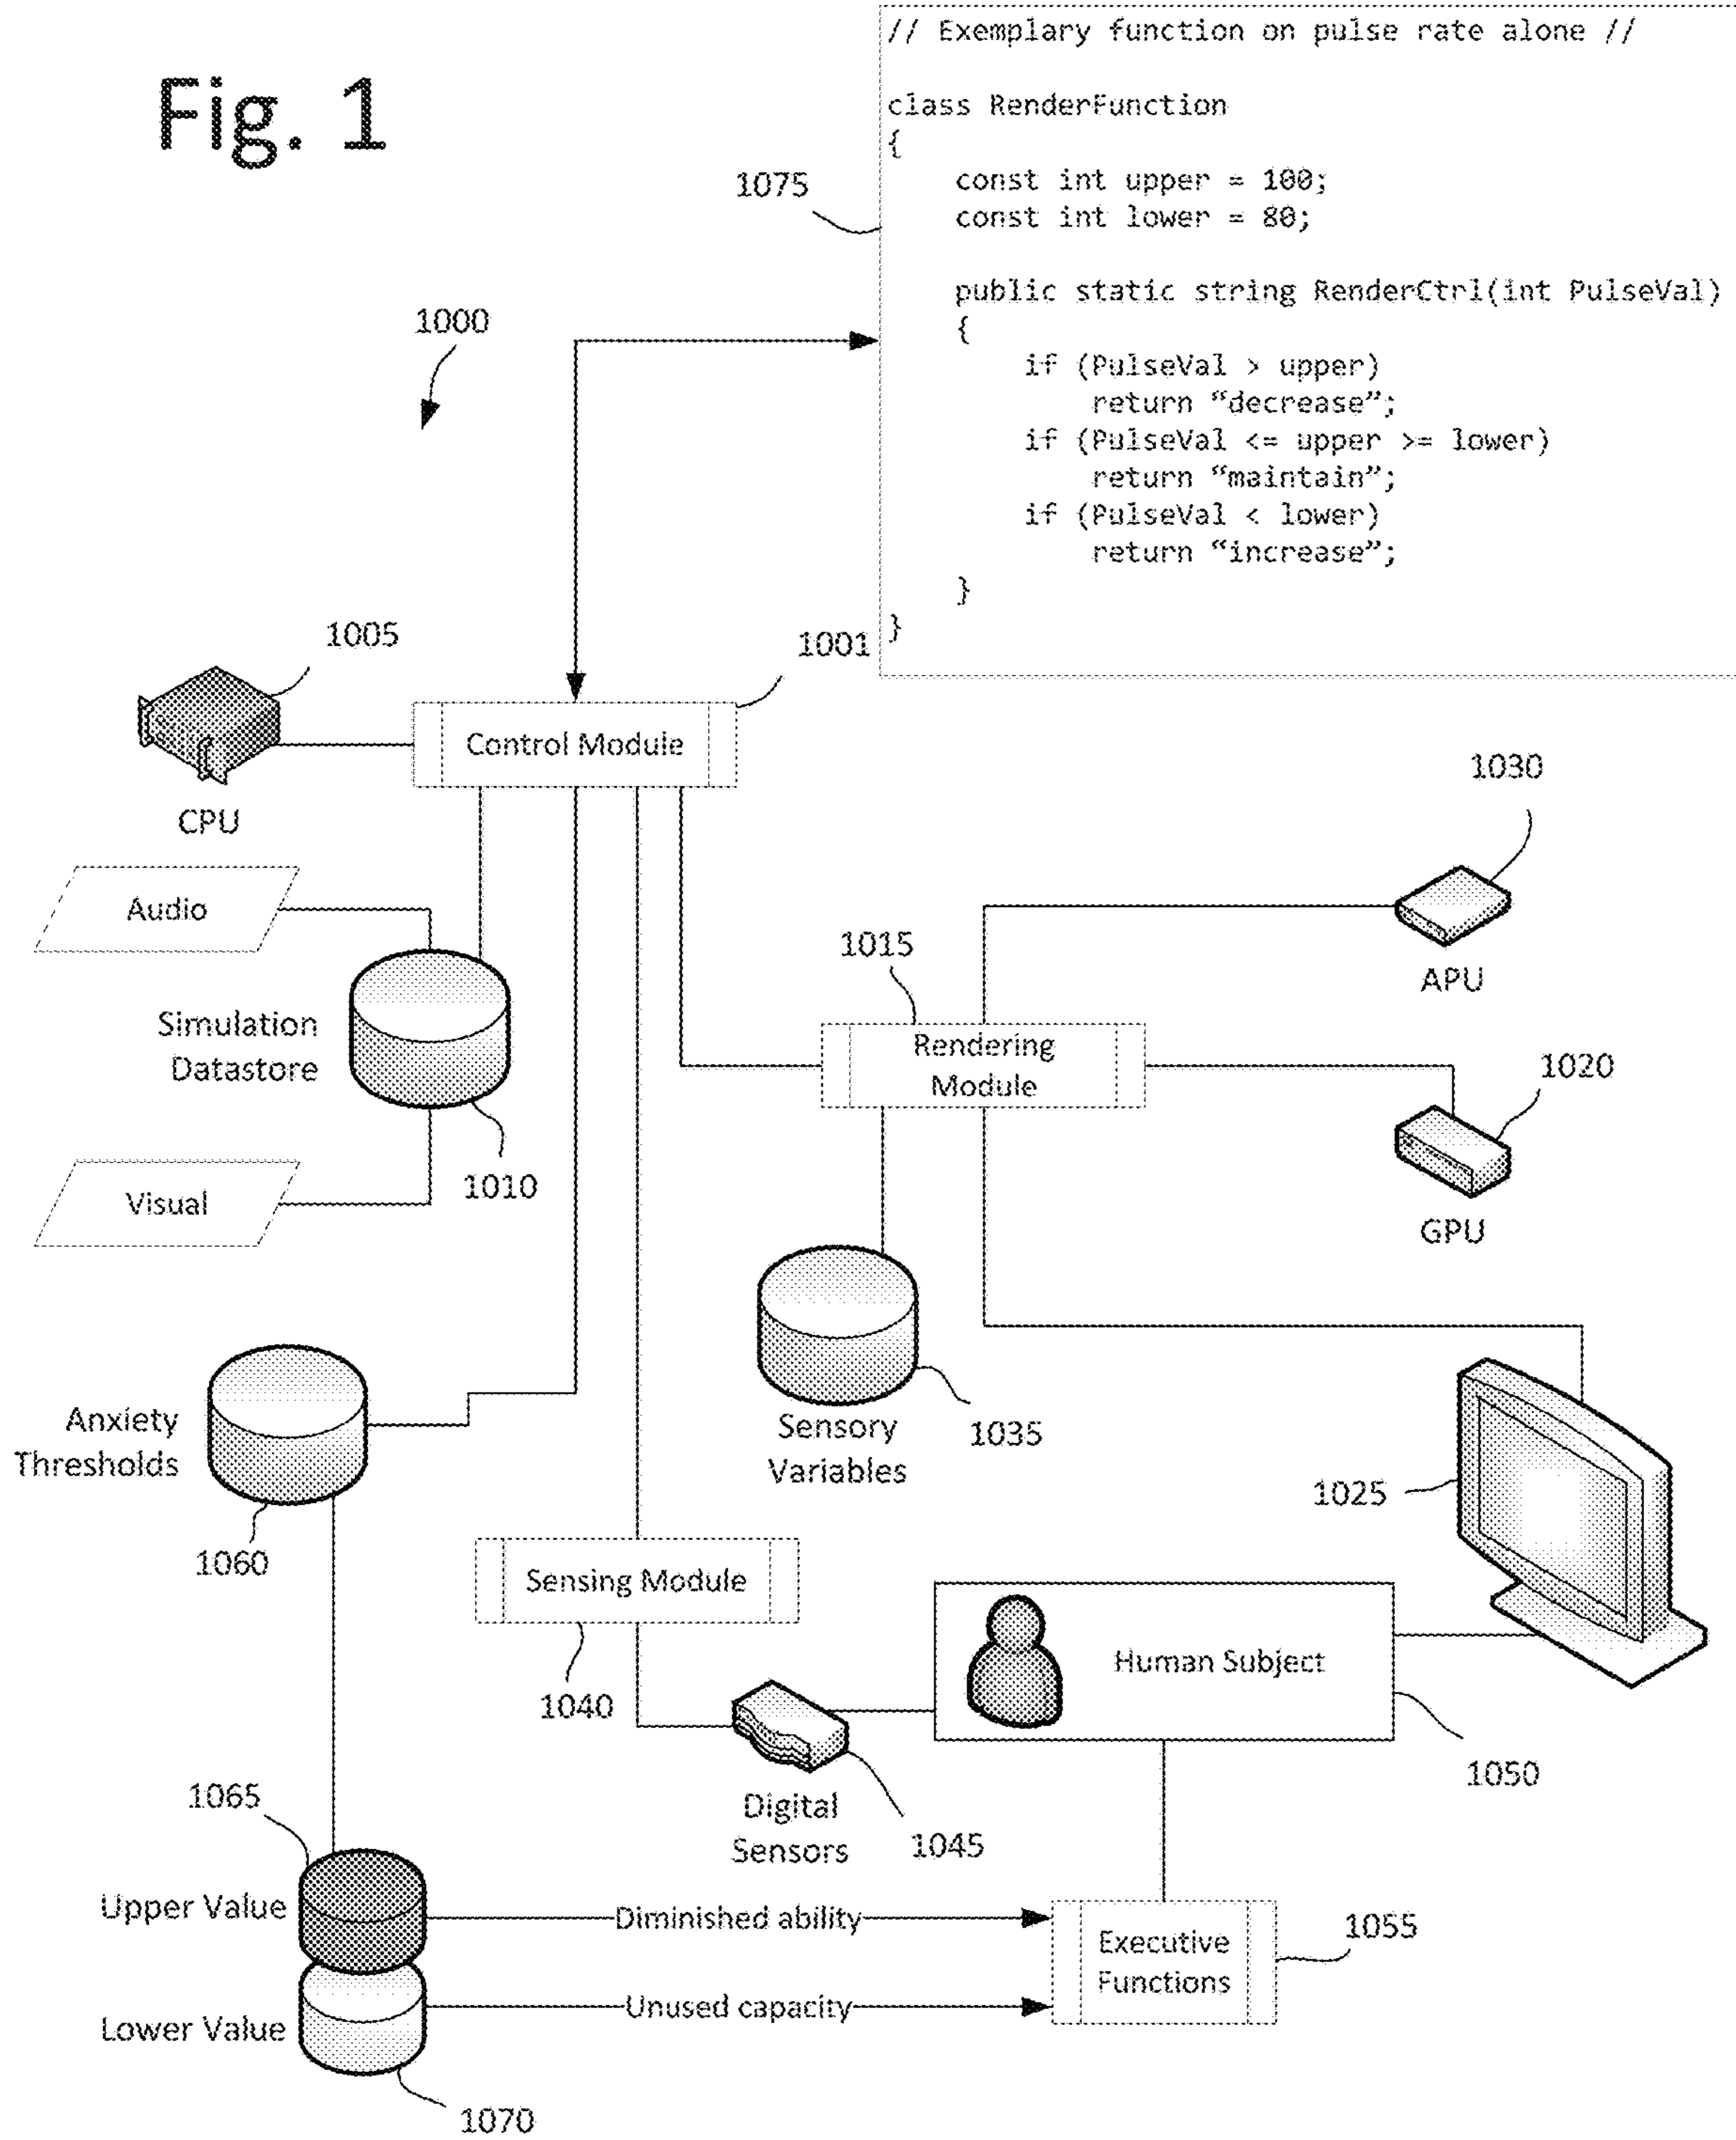 Fig. 1
// Exemplary function on pulse rate alone //
class RenderFunction
{
const int upper = 100;
const int lower = 80;
public static string RenderCtrl(int PulseVal)
{
if (PulseVal > upper)
return “decrease”;
if (PulseVal <= upper >= lower)
return “maintain”;
if (PulseVal < lower)
return “increase”;
}
}
1075
1000
1005
1001
Control Module
CPU
1030
Audio
APU
1015
Simulation
Datastore
Rendering
Module
1020
1010
Visual
GPU
Anxiety
Thresholds
Sensory
Variables
1035
1025
1060
Sensing Module
Human Subject
1040
1050
1065
Digital
Sensors
1045
Upper Value
Diminished ability
Executive
Functions
1055
Lower Value
Unused capacity
1070